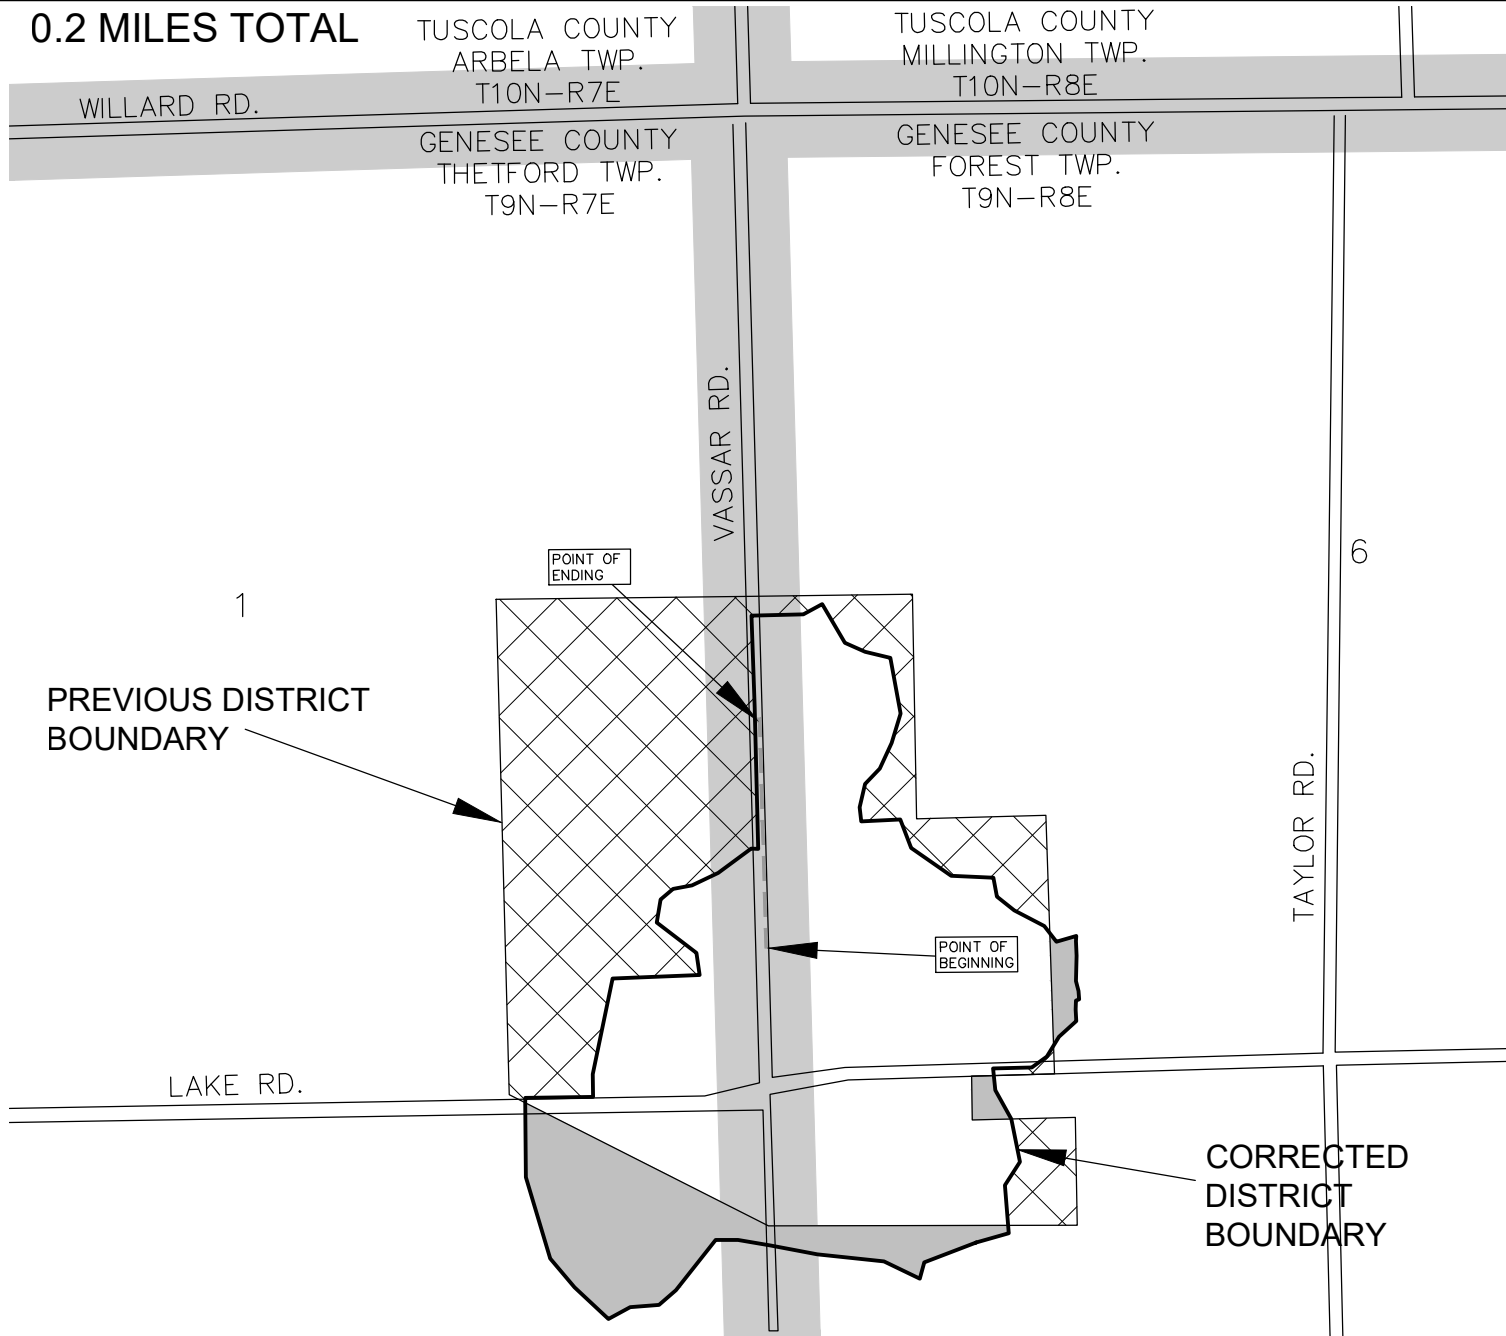 0.2 MILES TOTAL
TUSCOLA COUNTY
ARBELA TWP.
T10N-R7E
TUSCOLA COUNTY
MILLINGTON TWP.
T10N-R8E
WILLARD RD.
GENESEE COUNTY
THETFORD TWP.
T9N-R7E
GENESEE COUNTY
FOREST TWP.
T9N-R8E
VASSAR RD.
POINT OF
ENDING
6
1
PREVIOUS DISTRICT
BOUNDARY
TAYLOR RD.
POINT OF
BEGINNING
LAKE RD.
CORRECTED
DISTRICT
BOUNDARY